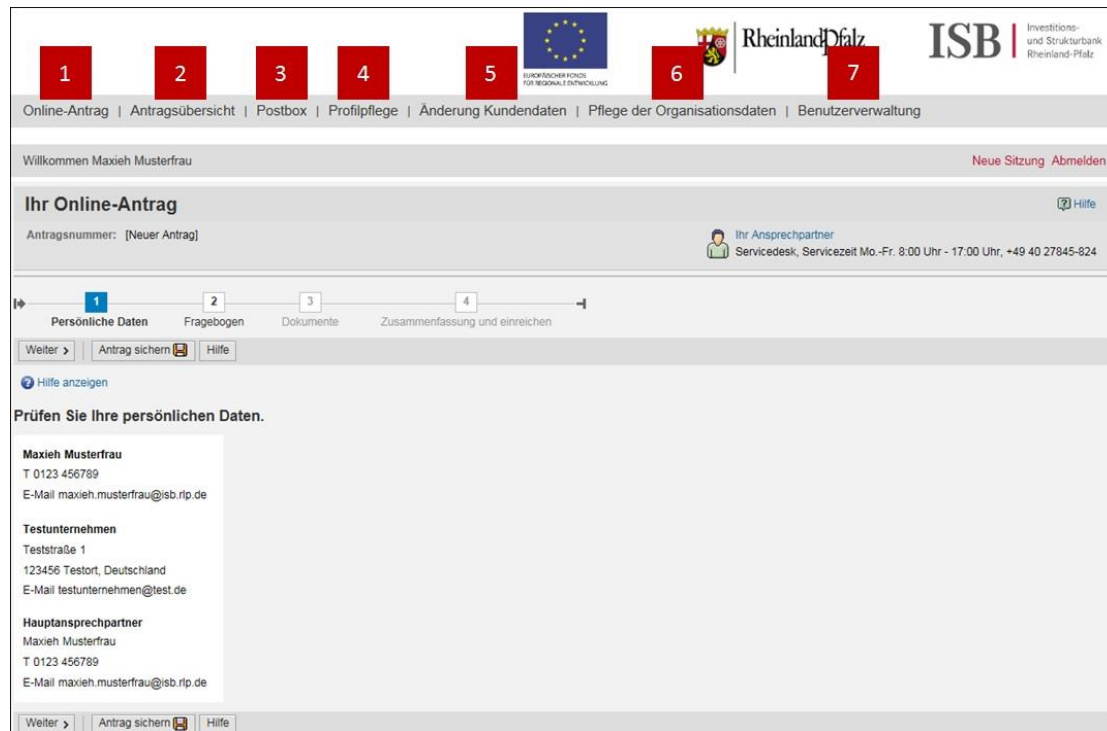 EUROPÄISCHER FONDS
FÜR REGIONALE ENTWICKLUNG
RheinlandPfalz
ISB
Investitions-
und Strukturbank
Rheinland-Pfalz
1 2 3 4 5 6 7
Online-Antrag | Antragsübersicht | Postbox | Profilpflege | Änderung Kundendaten | Pflege der Organisationsdaten | Benutzerverwaltung
Willkommen Maxieh Musterfrau Neue Sitzung Abmelden
Ihr Online-Antrag Hilfe
Antragsnummer: [Neuer Antrag] Ihr Ansprechpartner
Servicedesk, Servicezeit Mo.-Fr. 8:00 Uhr - 17:00 Uhr, +49 40 27845-824
1 2 3 4
Persönliche Daten Fragebogen Dokumente Zusammenfassung und einreichen
Weiter Antrag sichern Hilfe
Hilfe anzeigen
Prüfen Sie Ihre persönlichen Daten.
Maxieh Musterfrau
T 0123 456789
E-Mail maxieh.musterfrau@isb.rlp.de
Testunternehmen
Teststraße 1
123456 Testort, Deutschland
E-Mail testunternehmen@test.de
Hauptansprechpartner
Maxieh Musterfrau
T 0123 456789
E-Mail maxieh.musterfrau@isb.rlp.de
Weiter Antrag sichern Hilfe